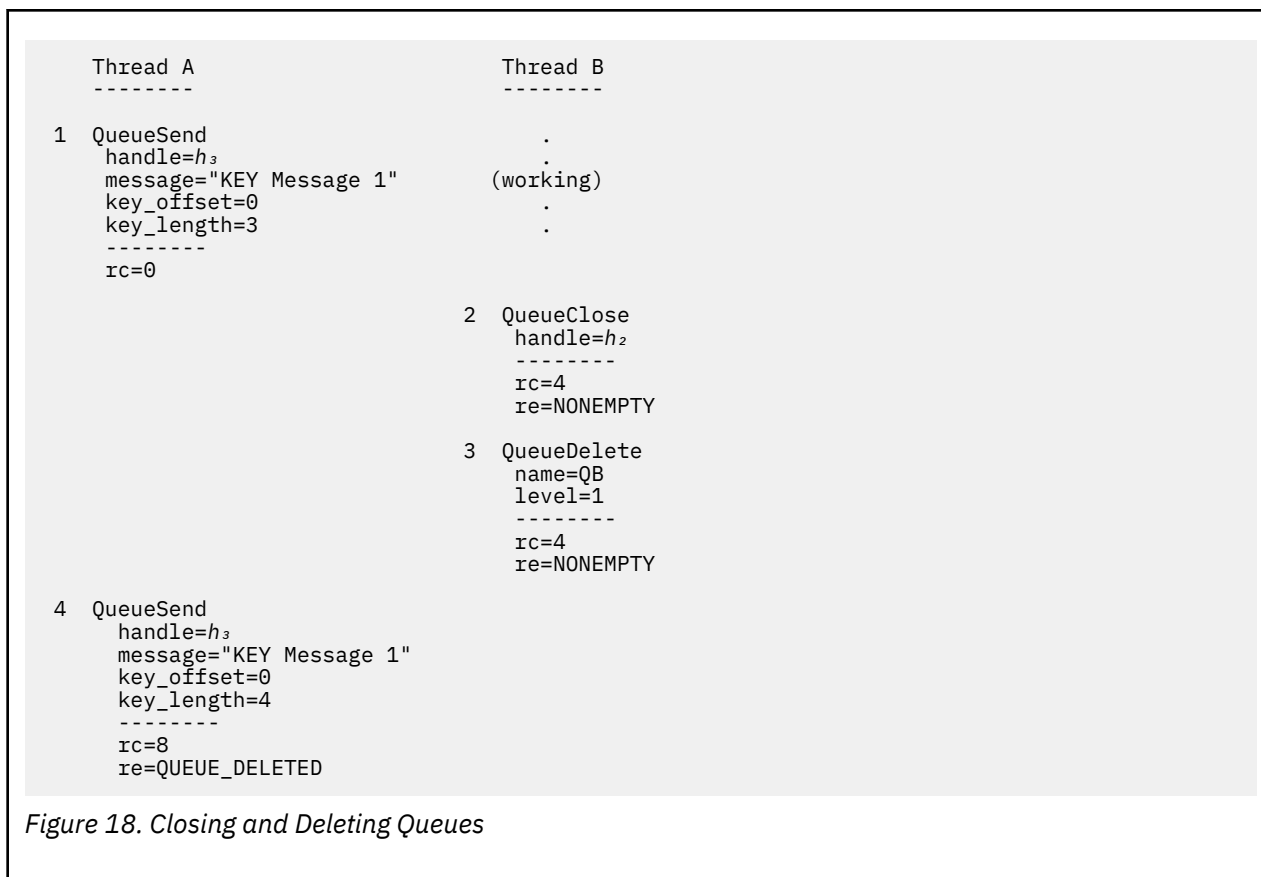 Thread A Thread B
-------- --------
1 QueueSend .
handle=h₃ .
message="KEY Message 1" (working)
key_offset=0 .
key_length=3 .
--------
rc=0
2 QueueClose
handle=h₂
--------
rc=4
re=NONEMPTY
3 QueueDelete
name=QB
level=1
--------
rc=4
re=NONEMPTY
4 QueueSend
handle=h₃
message="KEY Message 1"
key_offset=0
key_length=4
--------
rc=8
re=QUEUE_DELETED
Figure 18. Closing and Deleting Queues